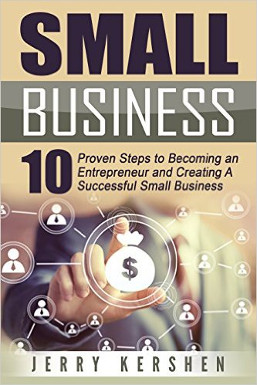 SMALL
BUSINESS
10 Proven Steps to Becoming an
Entrepreneur and Creating A
Successful Small Business
$
JERRY KERSHEN